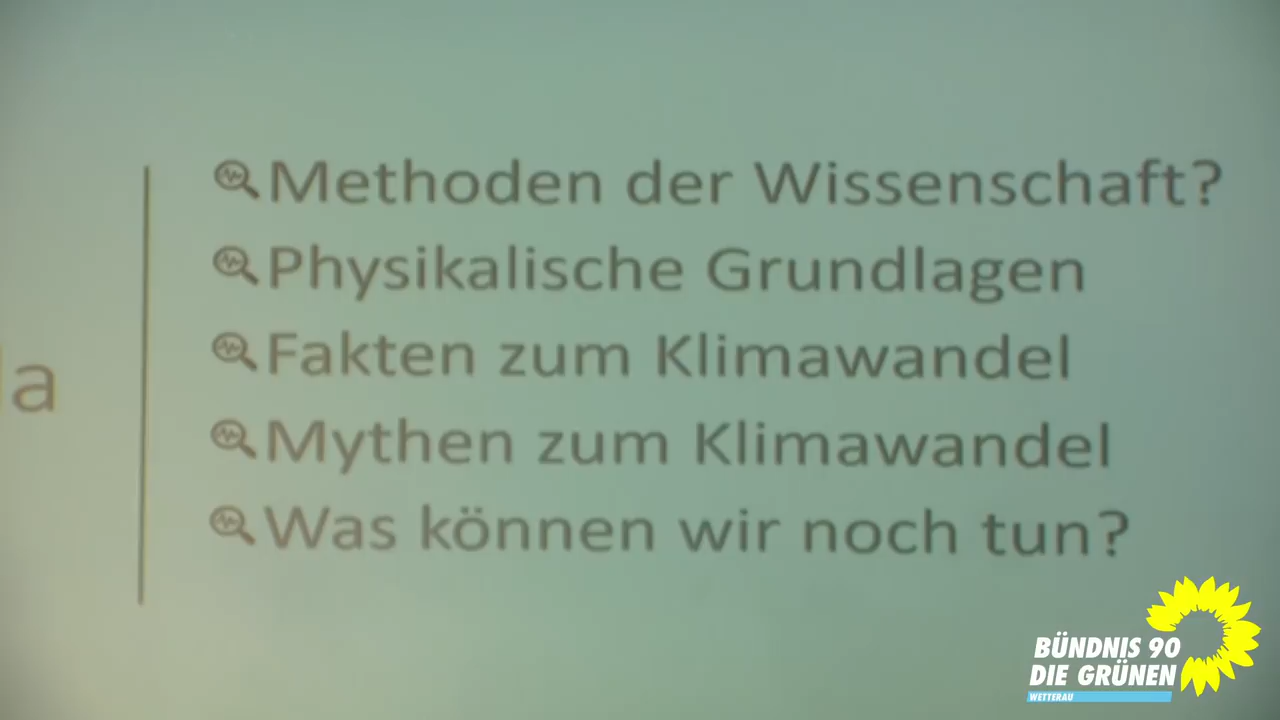 Methoden der Wissenschaft?
Physikalische Grundlagen
Fakten zum Klimawandel
la
Mythen zum Klimawandel
Was können wir noch tun?
BÜNDNIS 90
DIE GRÜNEN
WETTERAU